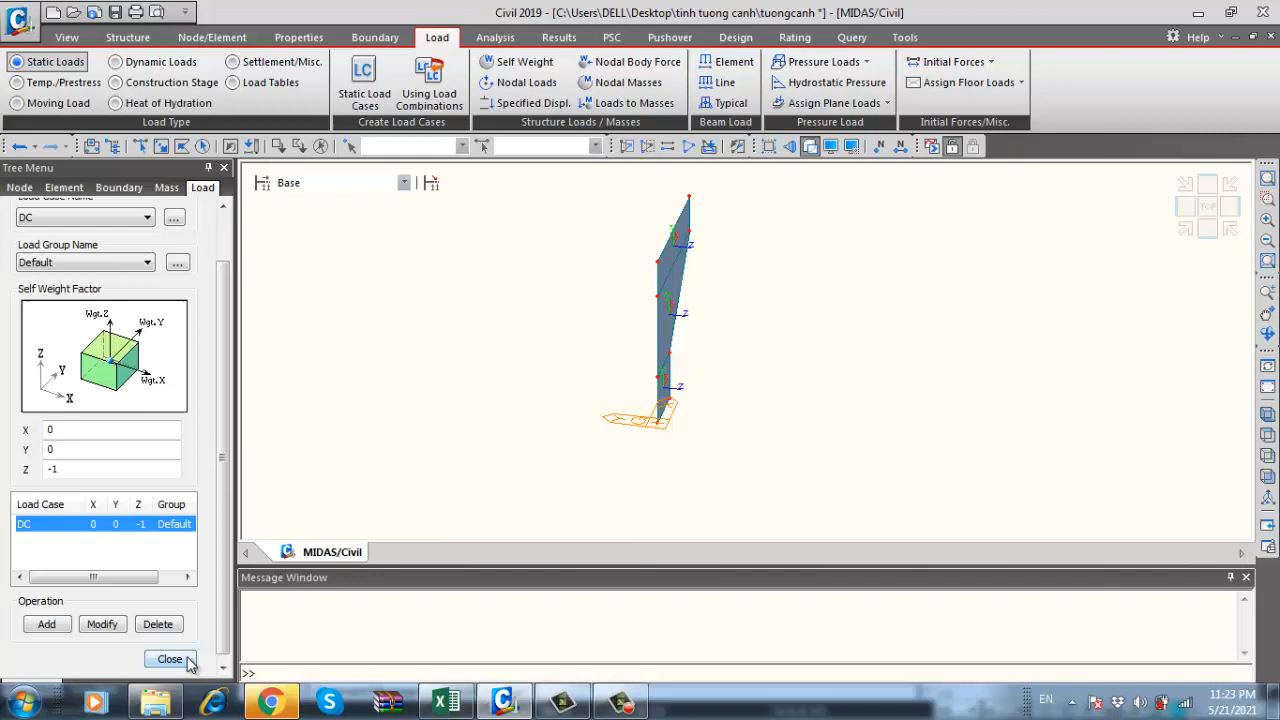 Civil 2019 - [C:\Users\DELL\Desktop\tinh tuong canh\tuongcanh *] - [MIDAS/Civil]
View Structure Node/Element Properties Boundary Load Analysis Results PSC Pushover Design Rating Query Tools Help
Static Loads Dynamic Loads Settlement/Misc.
Temp./Prestress Construction Stage Load Tables
Moving Load Heat of Hydration
Load Type
LC
Static Load
Cases
LC
Using Load
Combinations
Create Load Cases
Self Weight Nodal Body Force
Nodal Loads Nodal Masses
Specified Displ. Loads to Masses
Structure Loads / Masses
Element
Line
Typical
Beam Load
Pressure Loads
Hydrostatic Pressure
Assign Plane Loads
Pressure Load
Initial Forces
Assign Floor Loads
Initial Forces/Misc.
Tree Menu
Node Element Boundary Mass Load
Load Case Name
DC
Load Group Name
Default
Self Weight Factor
Wgt.Z
Wgt.Y
Wgt.X
Z
Y
X
X 0
Y 0
Z -1
Load Case X Y Z Group
DC 0 0 -1 Default
Operation
Add Modify Delete
Close
Base
z
z
z
TOP
MIDAS/Civil
Message Window
>>
EN
11:23 PM
5/21/2021